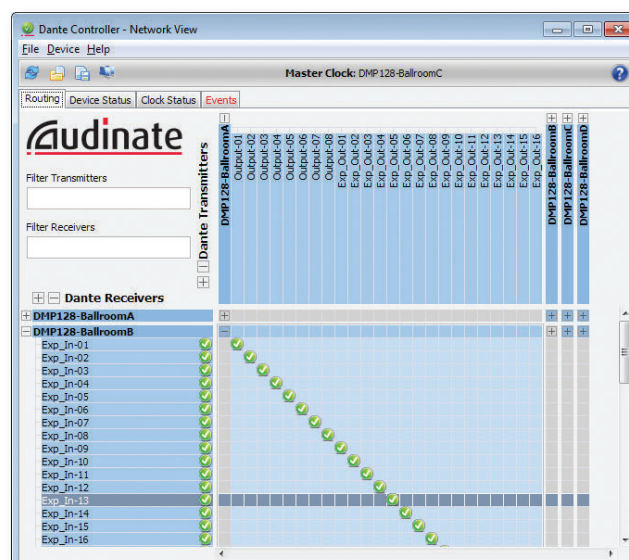 Dante Controller - Network View
File Device Help
Master Clock: DMP128-BallroomC
Routing Device Status Clock Status Events
Audinate
Filter Transmitters
Filter Receivers
Dante Transmitters
DMP128-BallroomA
Output-01
Output-02
Output-03
Output-04
Output-05
Output-06
Output-07
Output-08
Exp_Out-01
Exp_Out-02
Exp_Out-03
Exp_Out-04
Exp_Out-05
Exp_Out-06
Exp_Out-07
Exp_Out-08
Exp_Out-09
Exp_Out-10
Exp_Out-11
Exp_Out-12
Exp_Out-13
Exp_Out-14
Exp_Out-15
Exp_Out-16
DMP128-BallroomB
DMP128-BallroomC
DMP128-BallroomD
Dante Receivers
DMP128-BallroomA
DMP128-BallroomB
Exp_In-01
Exp_In-02
Exp_In-03
Exp_In-04
Exp_In-05
Exp_In-06
Exp_In-07
Exp_In-08
Exp_In-09
Exp_In-10
Exp_In-11
Exp_In-12
Exp_In-13
Exp_In-14
Exp_In-15
Exp_In-16